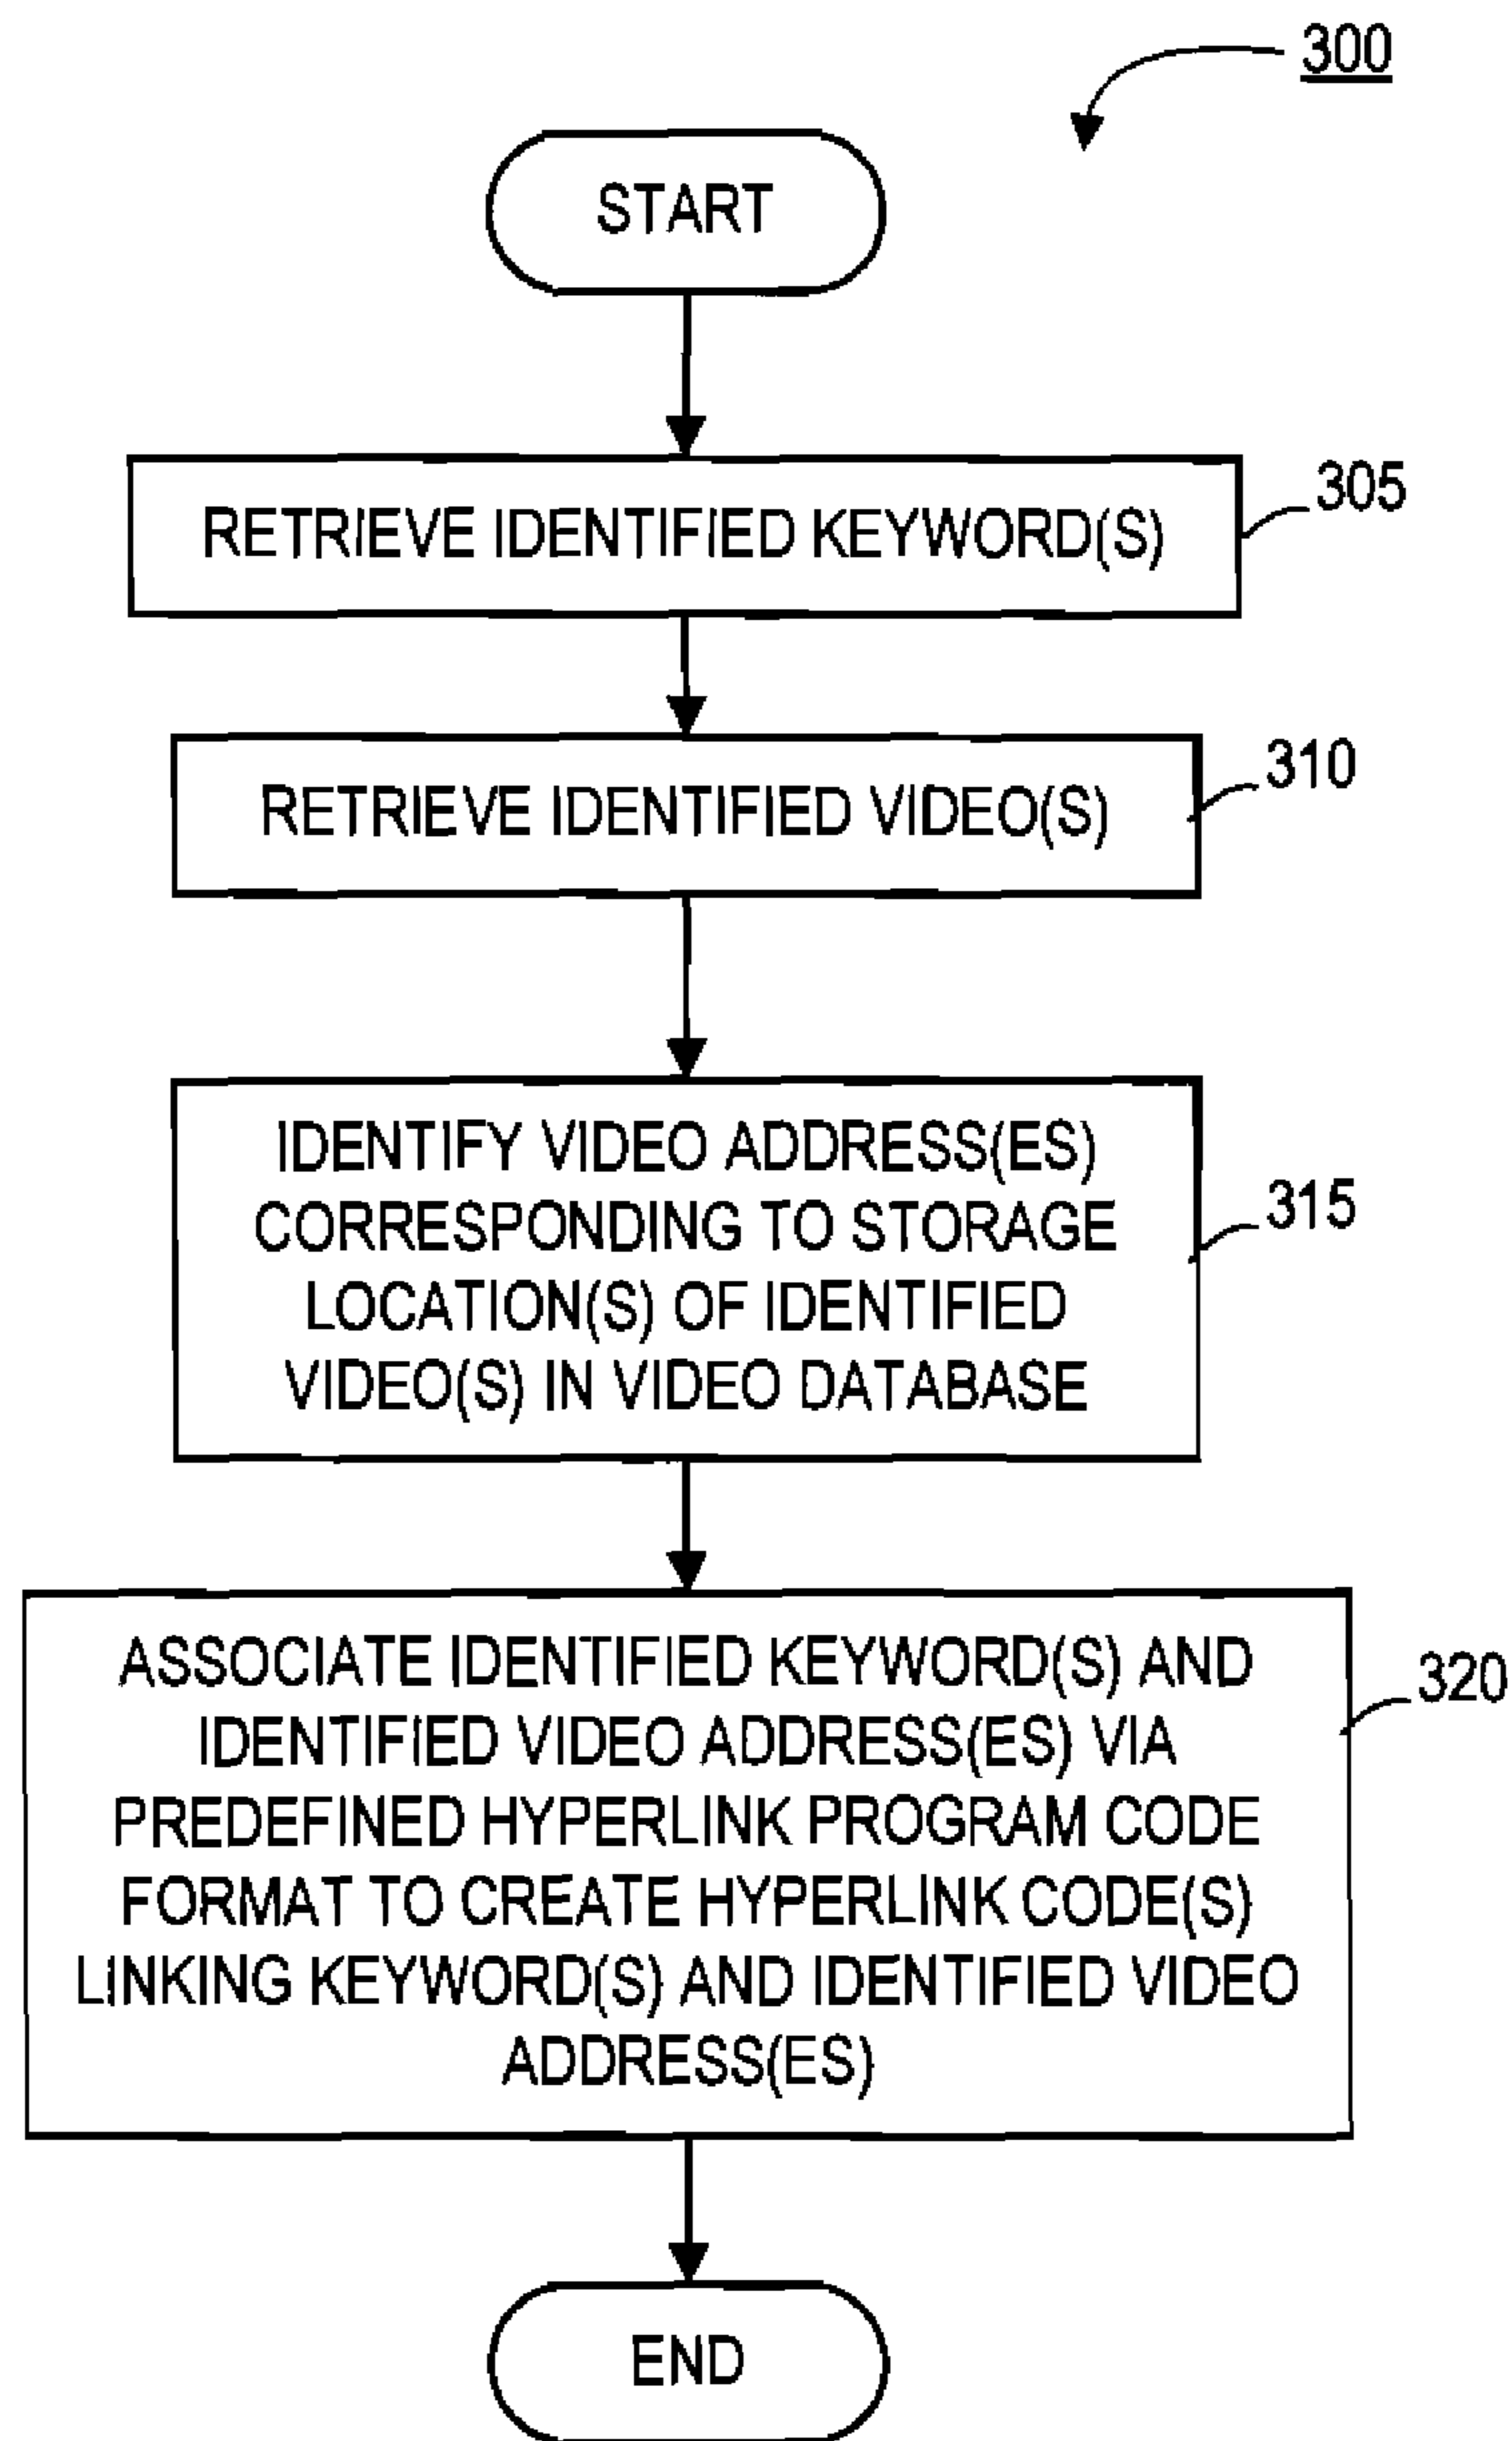 300
START
RETRIEVE IDENTIFIED KEYWORD(S)
305
RETRIEVE IDENTIFIED VIDEO(S)
310
IDENTIFY VIDEO ADDRESS(ES)
CORRESPONDING TO STORAGE
LOCATION(S) OF IDENTIFIED
VIDEO(S) IN VIDEO DATABASE
315
ASSOCIATE IDENTIFIED KEYWORD(S) AND
IDENTIFIED VIDEO ADDRESS(ES) VIA
PREDEFINED HYPERLINK PROGRAM CODE
FORMAT TO CREATE HYPERLINK CODE(S)
LINKING KEYWORD(S) AND IDENTIFIED VIDEO
ADDRESS(ES)
320
END